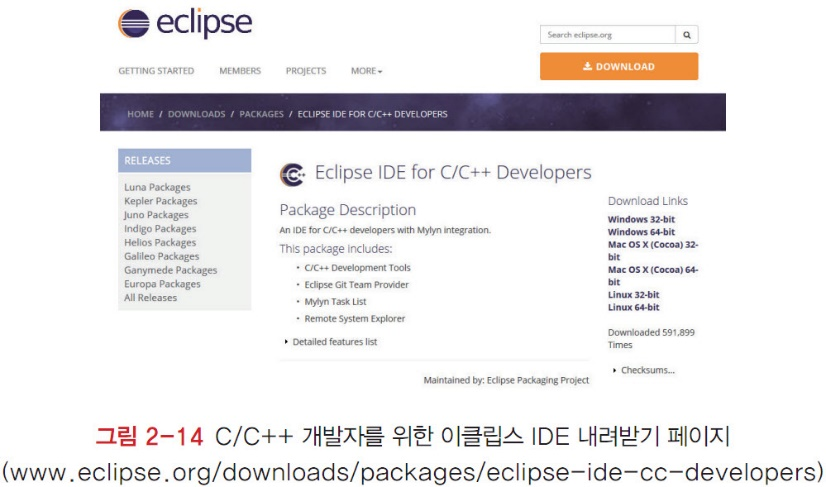 eclipse
Search eclipse.org
DOWNLOAD
GETTING STARTED MEMBERS PROJECTS MORE
HOME / DOWNLOADS / PACKAGES / ECLIPSE IDE FOR C/C++ DEVELOPERS
RELEASES
Luna Packages
Kepler Packages
Juno Packages
Indigo Packages
Helios Packages
Galileo Packages
Ganymede Packages
Europa Packages
All Releases
Eclipse IDE for C/C++ Developers
Package Description
An IDE for C/C++ developers with Mylyn integration.
This package includes:
• C/C++ Development Tools
• Eclipse Git Team Provider
• Mylyn Task List
• Remote System Explorer
Detailed features list
Maintained by: Eclipse Packaging Project
Download Links
Windows 32-bit
Windows 64-bit
Mac OS X (Cocoa) 32-
bit
Mac OS X (Cocoa) 64-
bit
Linux 32-bit
Linux 64-bit
Downloaded 591,899
Times
Checksums...
그림 2-14 C/C++ 개발자를 위한 이클립스 IDE 내려받기 페이지
(www.eclipse.org/downloads/packages/eclipse-ide-cc-developers)